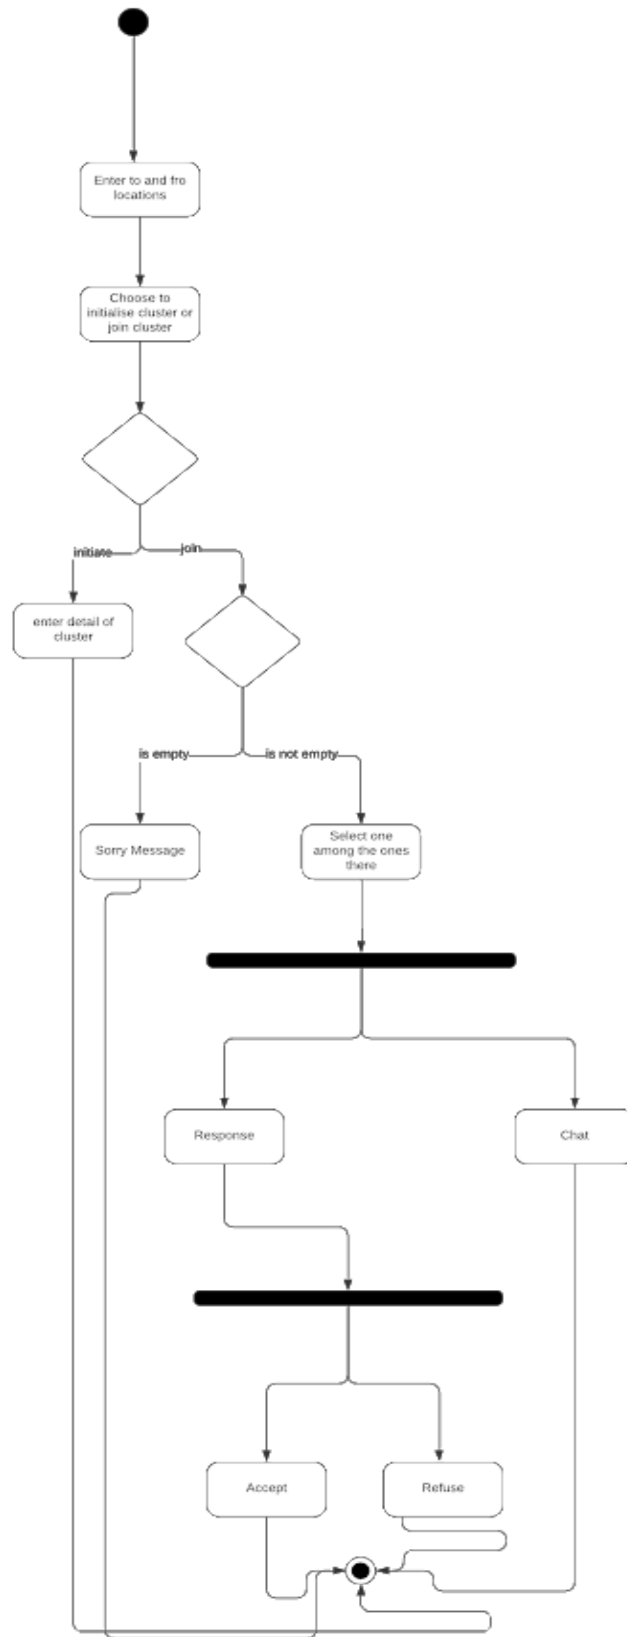 Enter to and fro
locations
Choose to
initialise cluster or
join cluster
initiate
join
enter detail of
cluster
is empty
is not empty
Sorry Message
Select one
among the ones
there
Response
Chat
Accept
Refuse